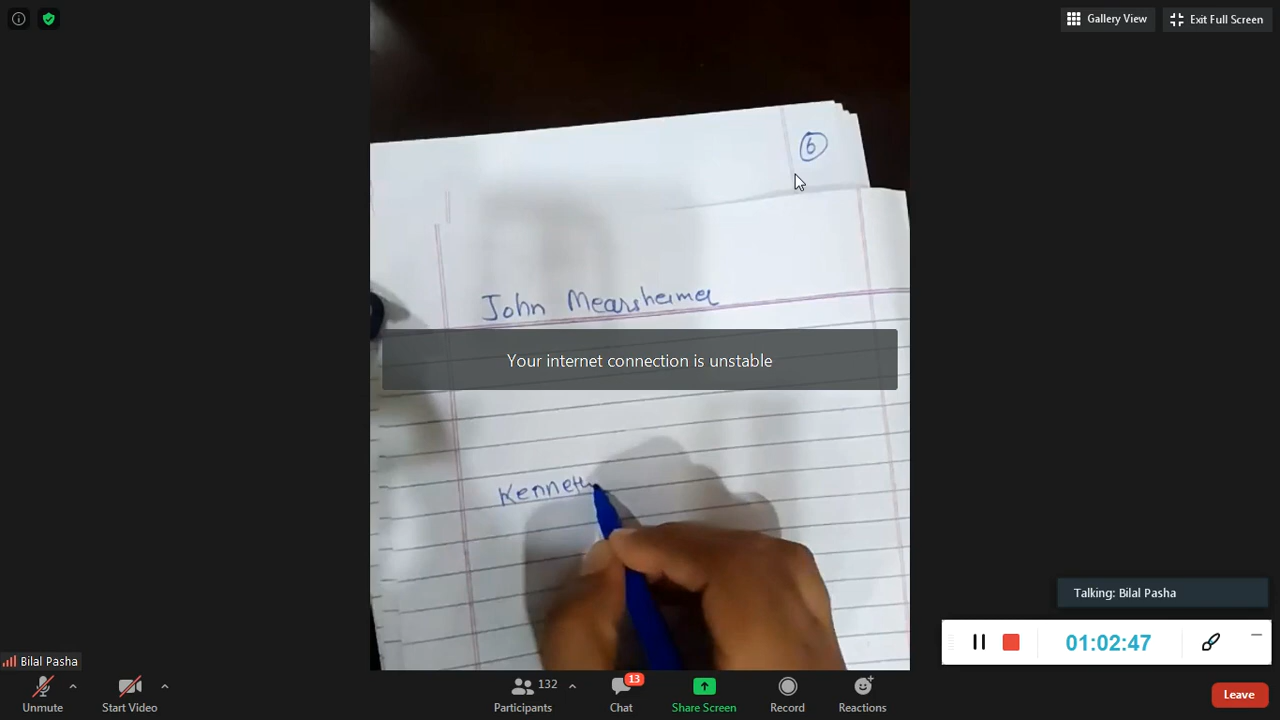 Gallery View
Exit Full Screen
6
John Mearsheimer
Your internet connection is unstable
Kenneth
Talking: Bilal Pasha
01:02:47
Bilal Pasha
Unmute
Start Video
132
Participants
13
Chat
Share Screen
Record
Reactions
Leave